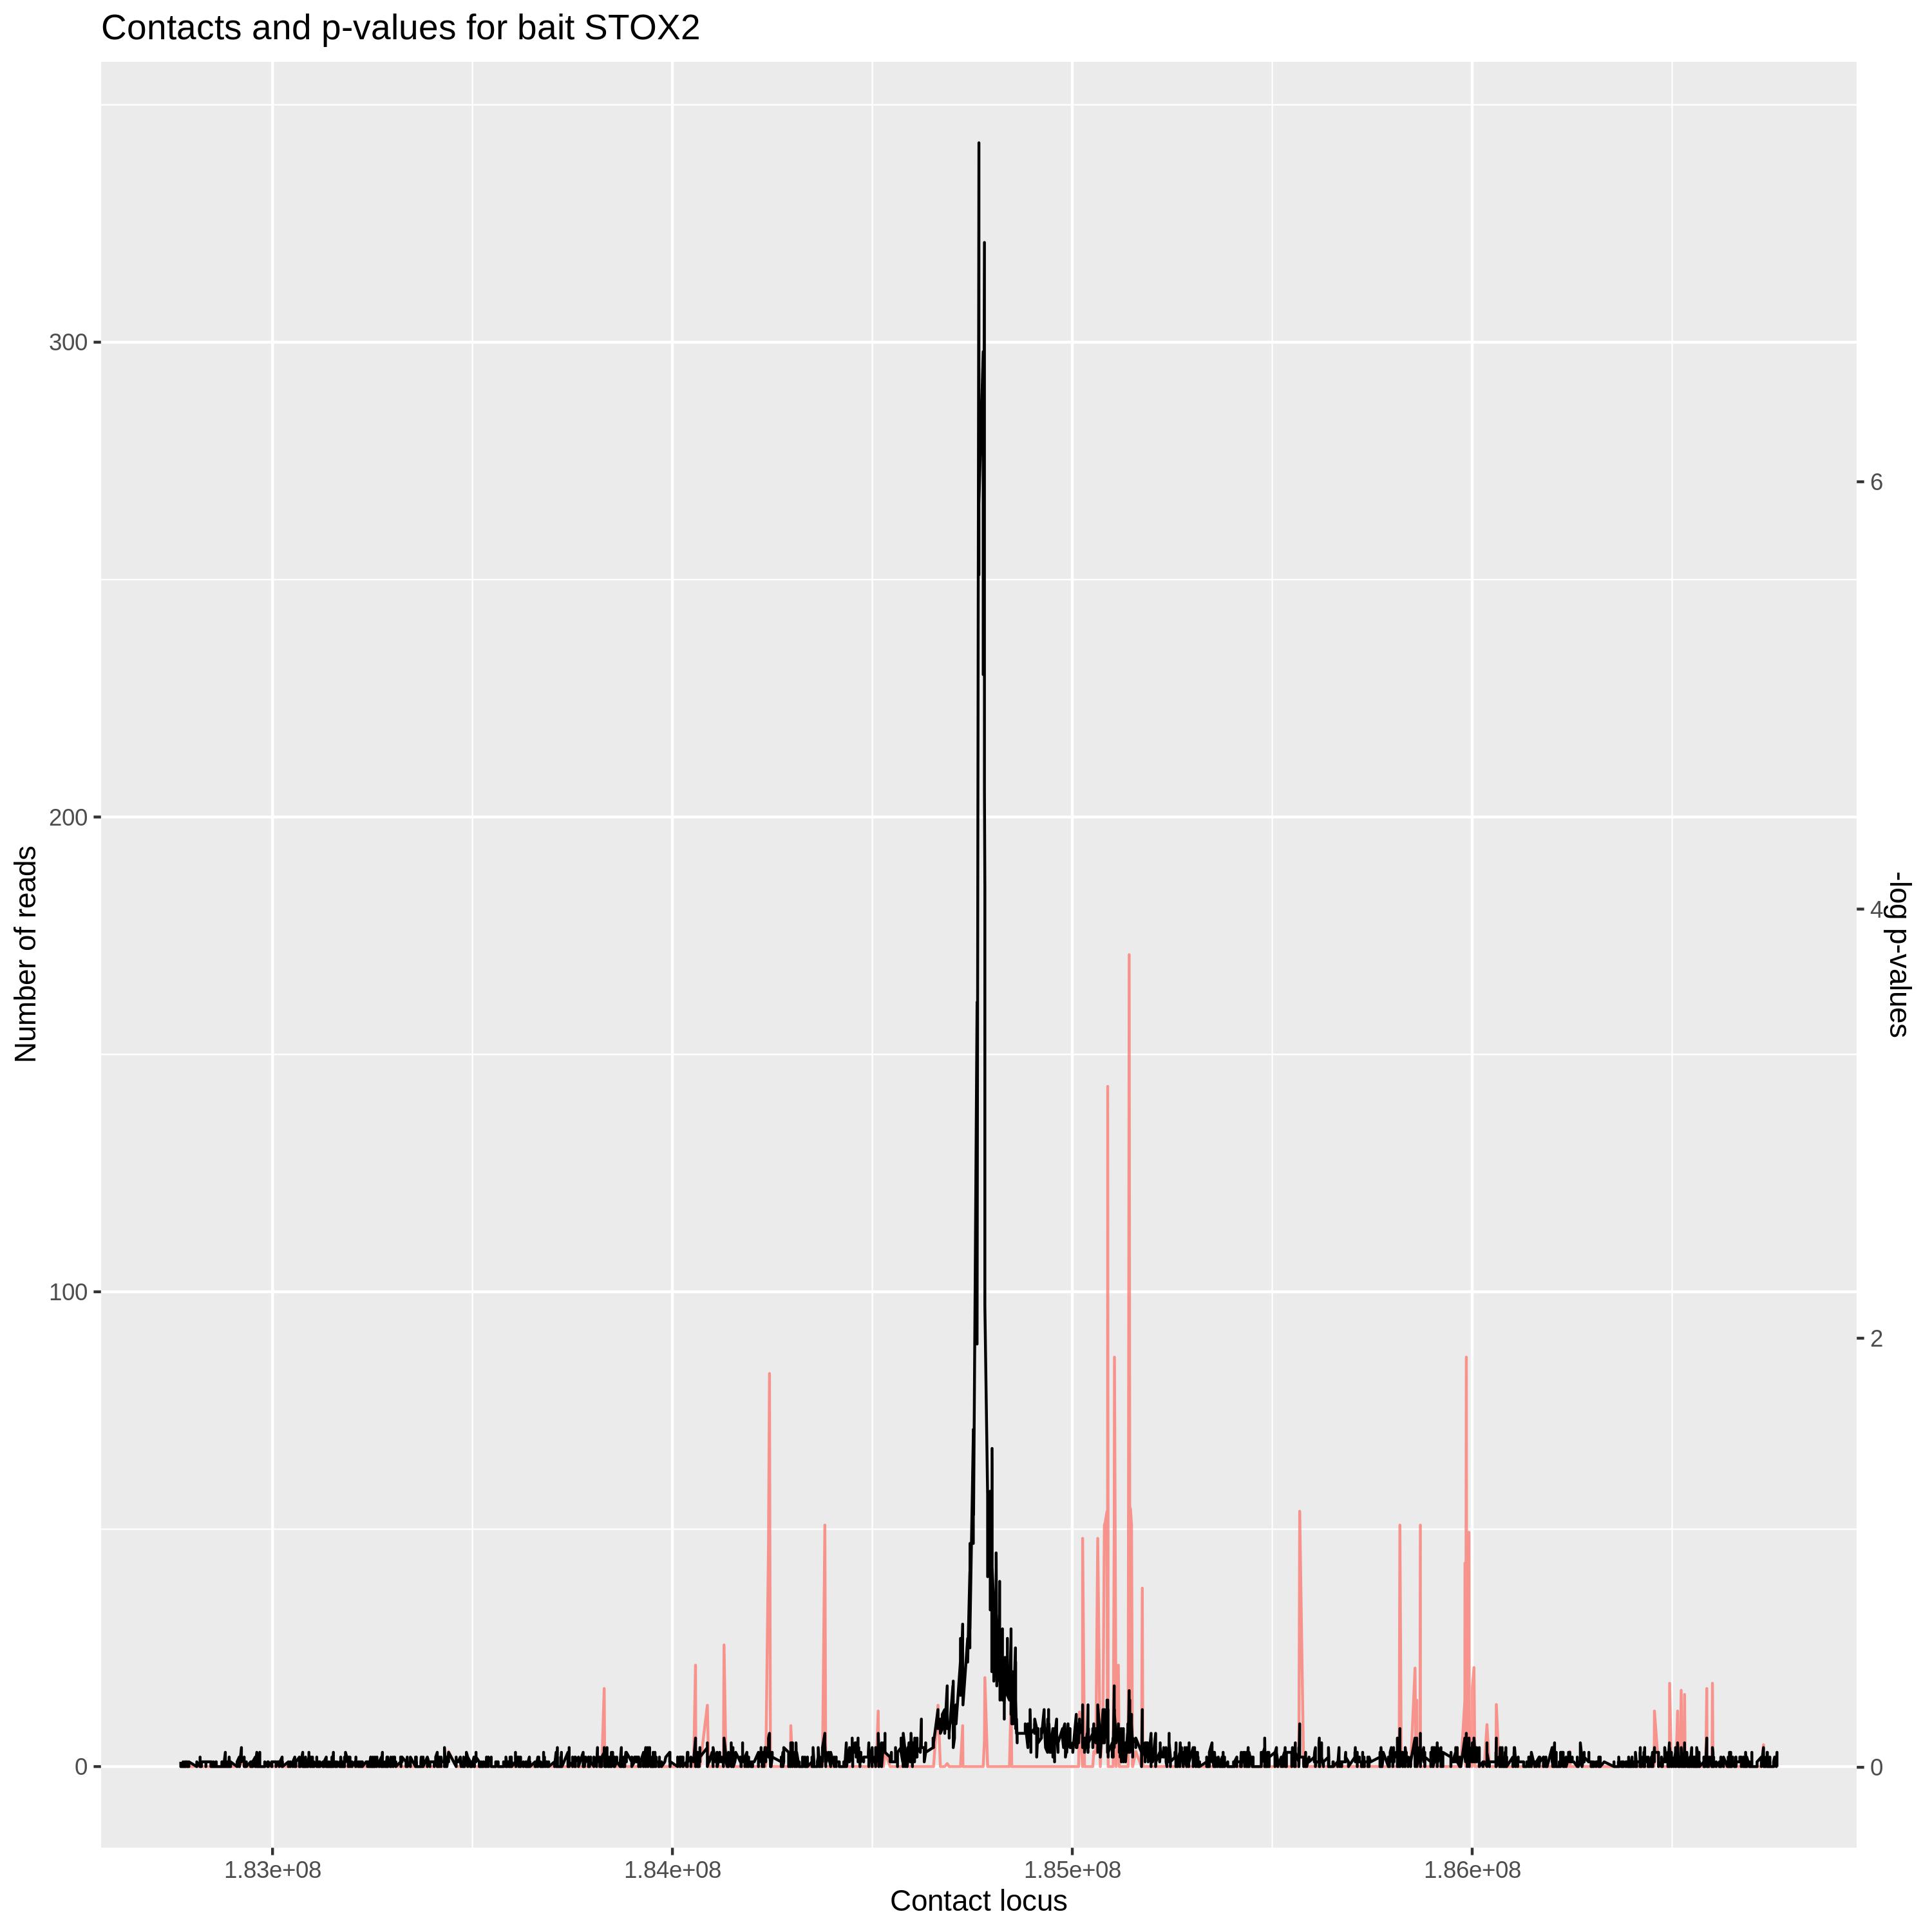 Contacts and p-values for bait STOX2
300
200
100
0
Number of reads
6
4
2
0
-log p-values
1.83e+08 1.84e+08 1.85e+08 1.86e+08
Contact locus